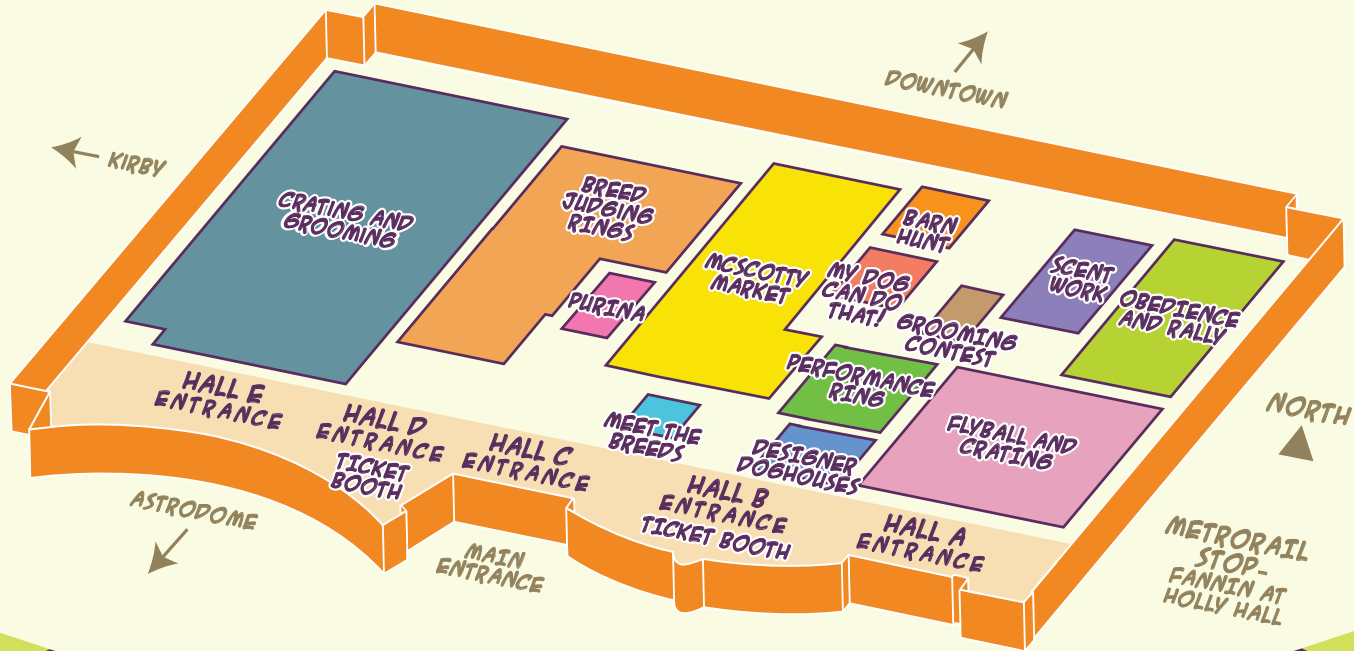 DOWNTOWN
KIRBY
CRATING AND
GROOMING
BREED
JUDGING
RINGS
PURINA
MCSCOTTY
MARKET
BARN
HUNT
MY DOG
CAN DO
THAT!
GROOMING
CONTEST
SCENT
WORK
OBEDIENCE
AND RALLY
PERFORMANCE
RING
FLYBALL AND
CRATING
MEET THE
BREEDS
DESIGNER
DOGHOUSES
HALL E
ENTRANCE
HALL D
ENTRANCE
TICKET
BOOTH
HALL C
ENTRANCE
HALL B
ENTRANCE
TICKET BOOTH
HALL A
ENTRANCE
NORTH
ASTRODOME
MAIN
ENTRANCE
METRORAIL
STOP-
FANNIN AT
HOLLY HALL